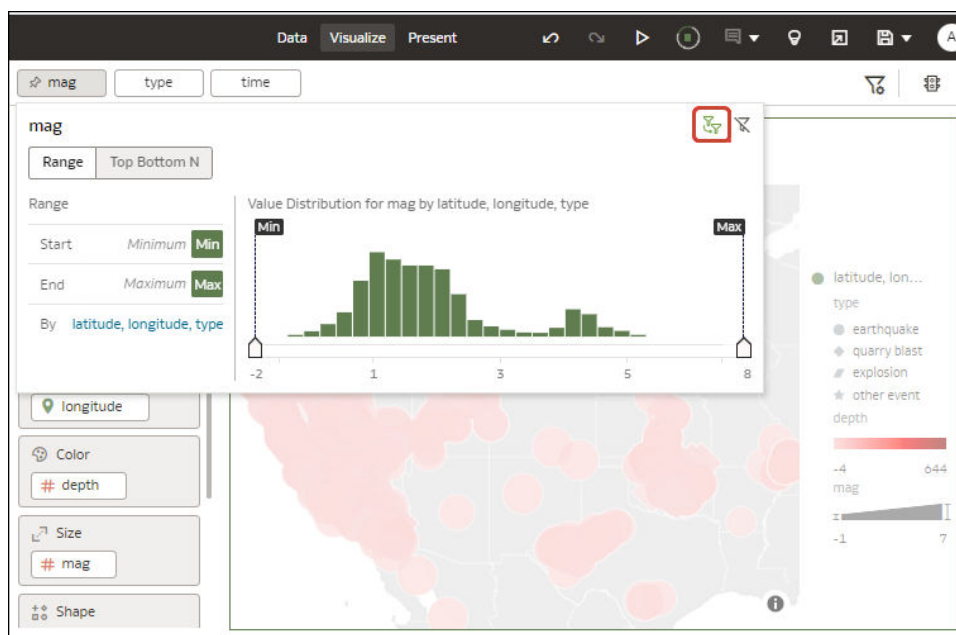 Data Visualize Present A
mag type time
mag
Range Top Bottom N
Range
Start Minimum Min
End Maximum Max
By latitude, longitude, type
Value Distribution for mag by latitude, longitude, type
Min Max
-2 1 3 5 8
longitude
Color
# depth
Size
# mag
Shape
latitude, lon...
type
earthquake
quarry blast
explosion
other event
depth
-4 644
mag
-1 7